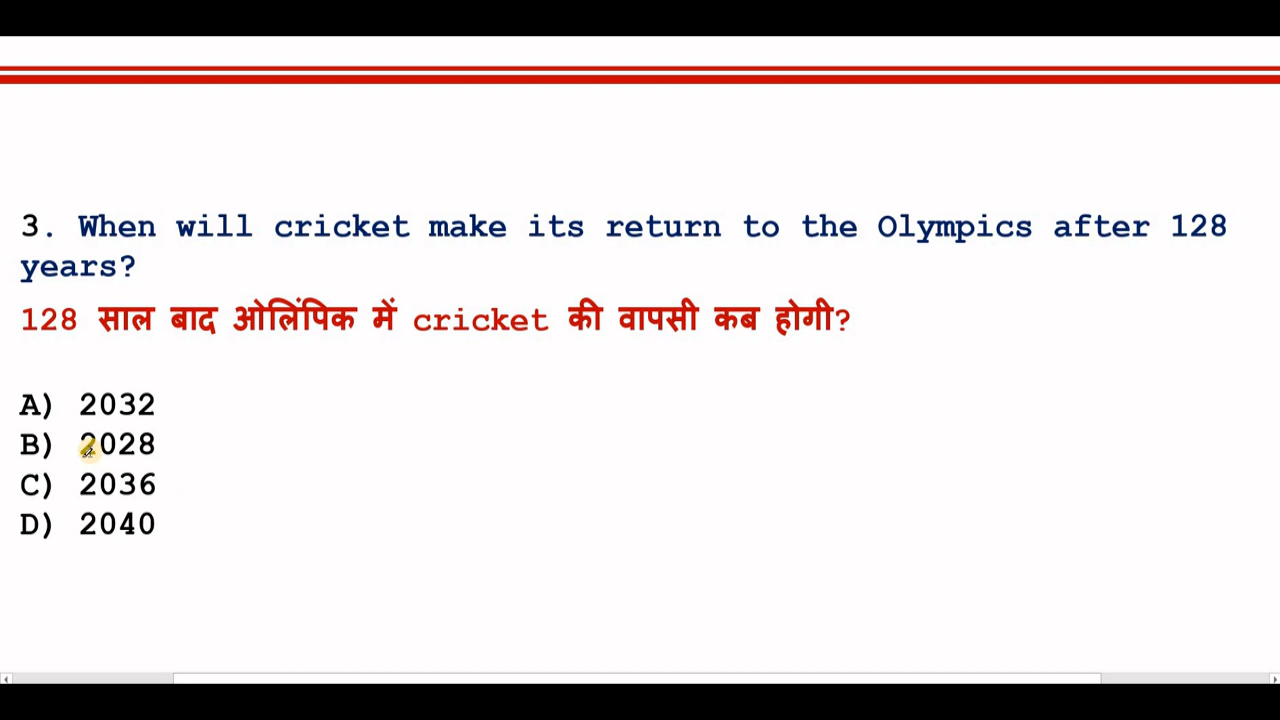 3. When will cricket make its return to the Olympics after 128
years?
128 साल बाद ओलिंपिक में cricket की वापसी कब होगी?
A) 2032
B) 2028
C) 2036
D) 2040